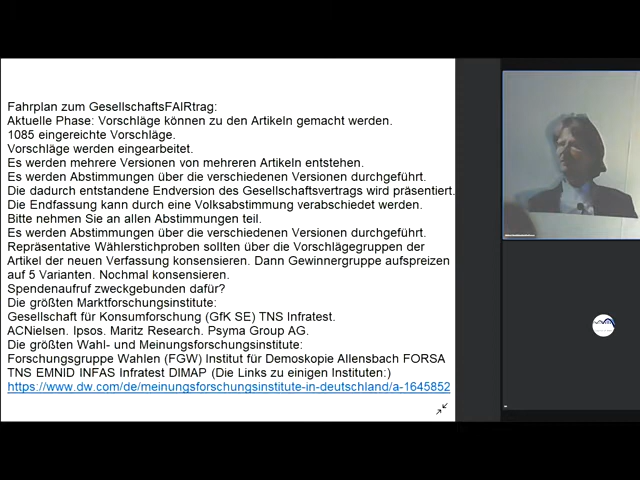 Fahrplan zum GesellschaftsFAIRtrag:
Aktuelle Phase: Vorschläge können zu den Artikeln gemacht werden.
1085 eingereichte Vorschläge.
Vorschläge werden eingearbeitet.
Es werden mehrere Versionen von mehreren Artikeln entstehen.
Es werden Abstimmungen über die verschiedenen Versionen durchgeführt.
Die dadurch entstandene Endversion des Gesellschaftsvertrags wird präsentiert.
Die Endfassung kann durch eine Volksabstimmung verabschiedet werden.
Bitte nehmen Sie an allen Abstimmungen teil.
Es werden Abstimmungen über die verschiedenen Versionen durchgeführt.
Repräsentative Wählerstichproben sollten über die Vorschlägegruppen der
Artikel der neuen Verfassung konsensieren. Dann Gewinnergruppe aufspreizen
auf 5 Varianten. Nochmal konsensieren.
Spendenaufruf zweckgebunden dafür?
Die größten Marktforschungsinstitute:
Gesellschaft für Konsumforschung (GfK SE) TNS Infratest.
ACNielsen. Ipsos. Maritz Research. Psyma Group AG.
Die größten Wahl- und Meinungsforschungsinstitute:
Forschungsgruppe Wahlen (FGW) Institut für Demoskopie Allensbach FORSA
TNS EMNID INFAS Infratest DIMAP (Die Links zu einigen Instituten:)
https://www.dw.com/de/meinungsforschungsinstitute-in-deutschland/a-1645852